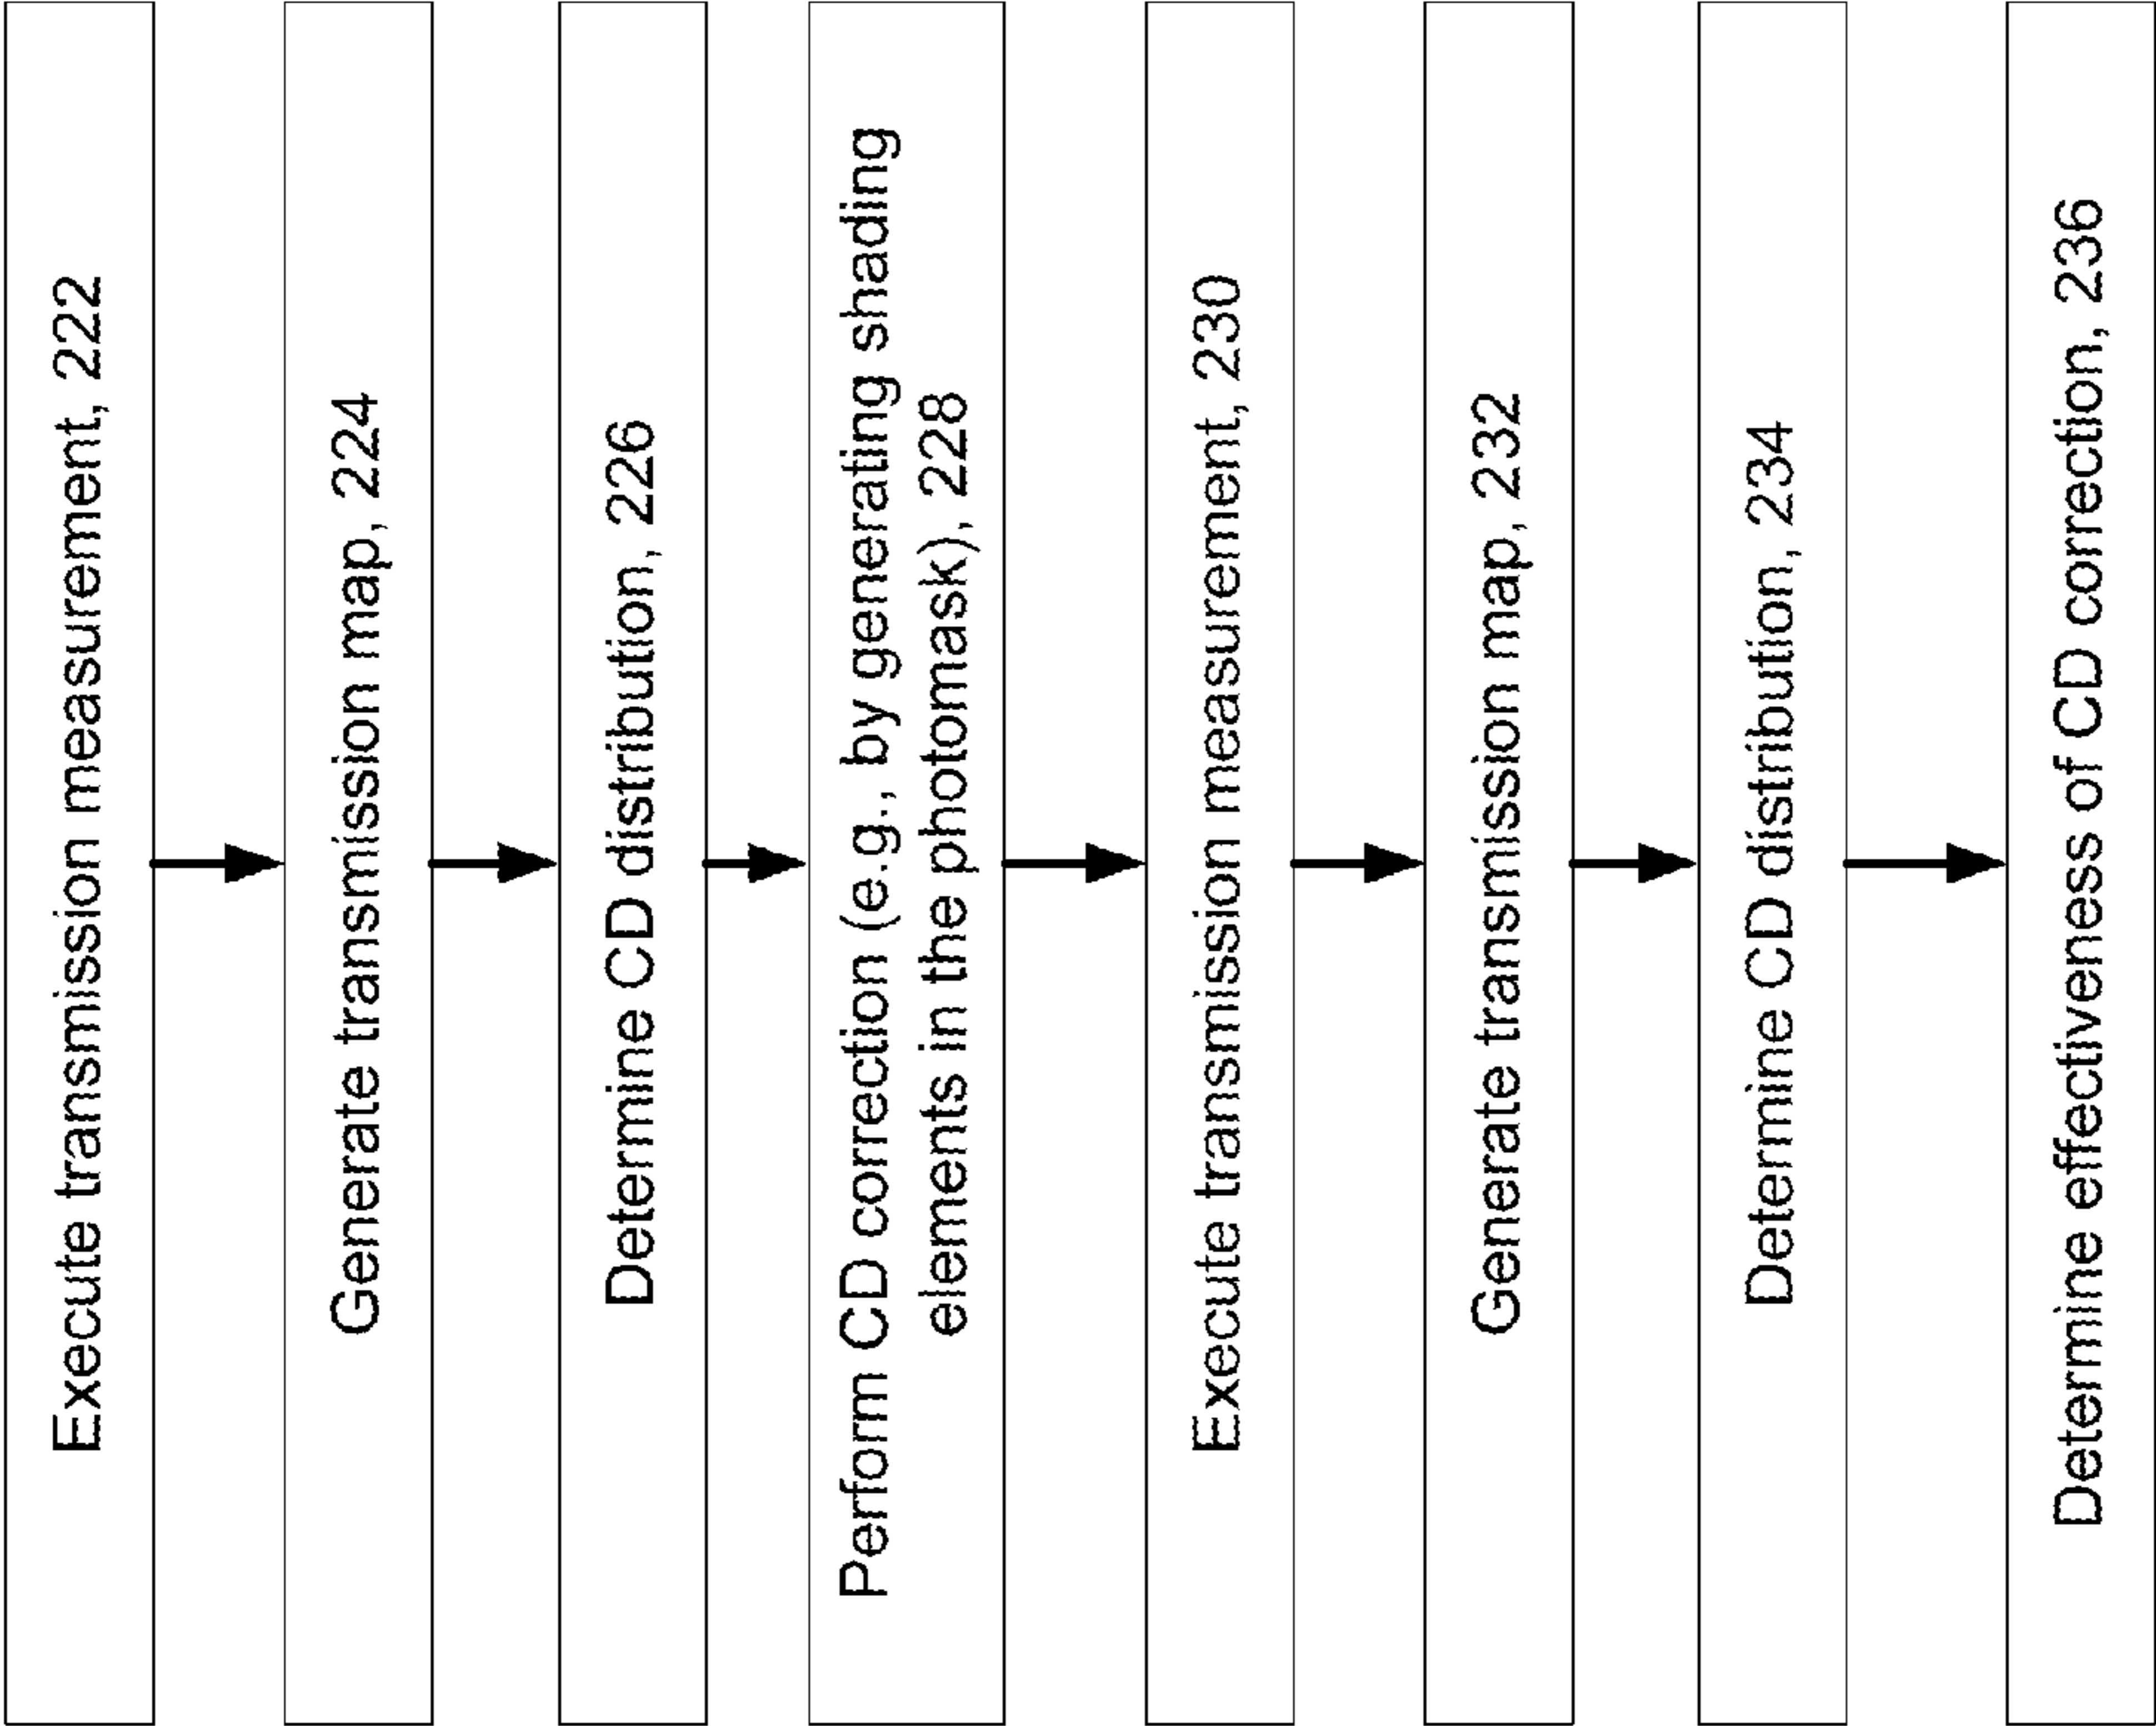 Execute transmission measurement, 222
Generate transmission map, 224
Determine CD distribution, 226
Perform CD correction (e.g., by generating shading
elements in the photomask), 228
Execute transmission measurement, 230
Generate transmission map, 232
Determine CD distribution, 234
Determine effectiveness of CD correction, 236